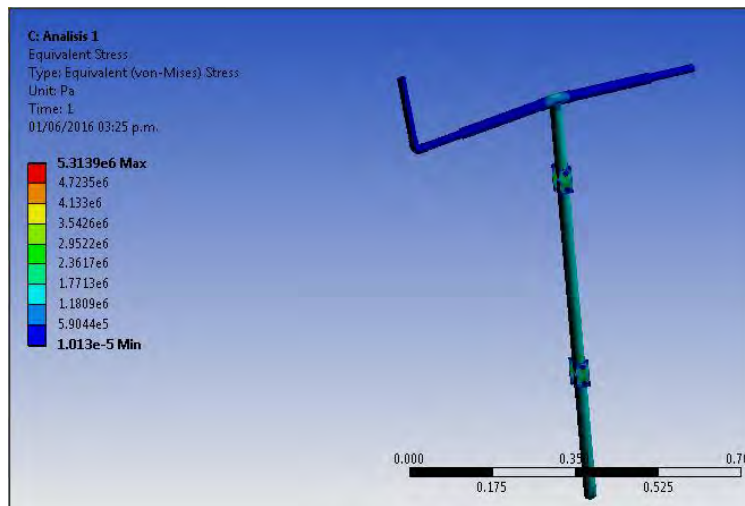 C: Analisis 1
Equivalent Stress
Type: Equivalent (von-Mises) Stress
Unit: Pa
Time: 1
01/06/2016 03:25 p.m.
5.3139e6 Max
4.7235e6
4.133e6
3.5426e6
2.9522e6
2.3617e6
1.7713e6
1.1809e6
5.9044e5
1.013e-5 Min
0.000
0.175
0.525